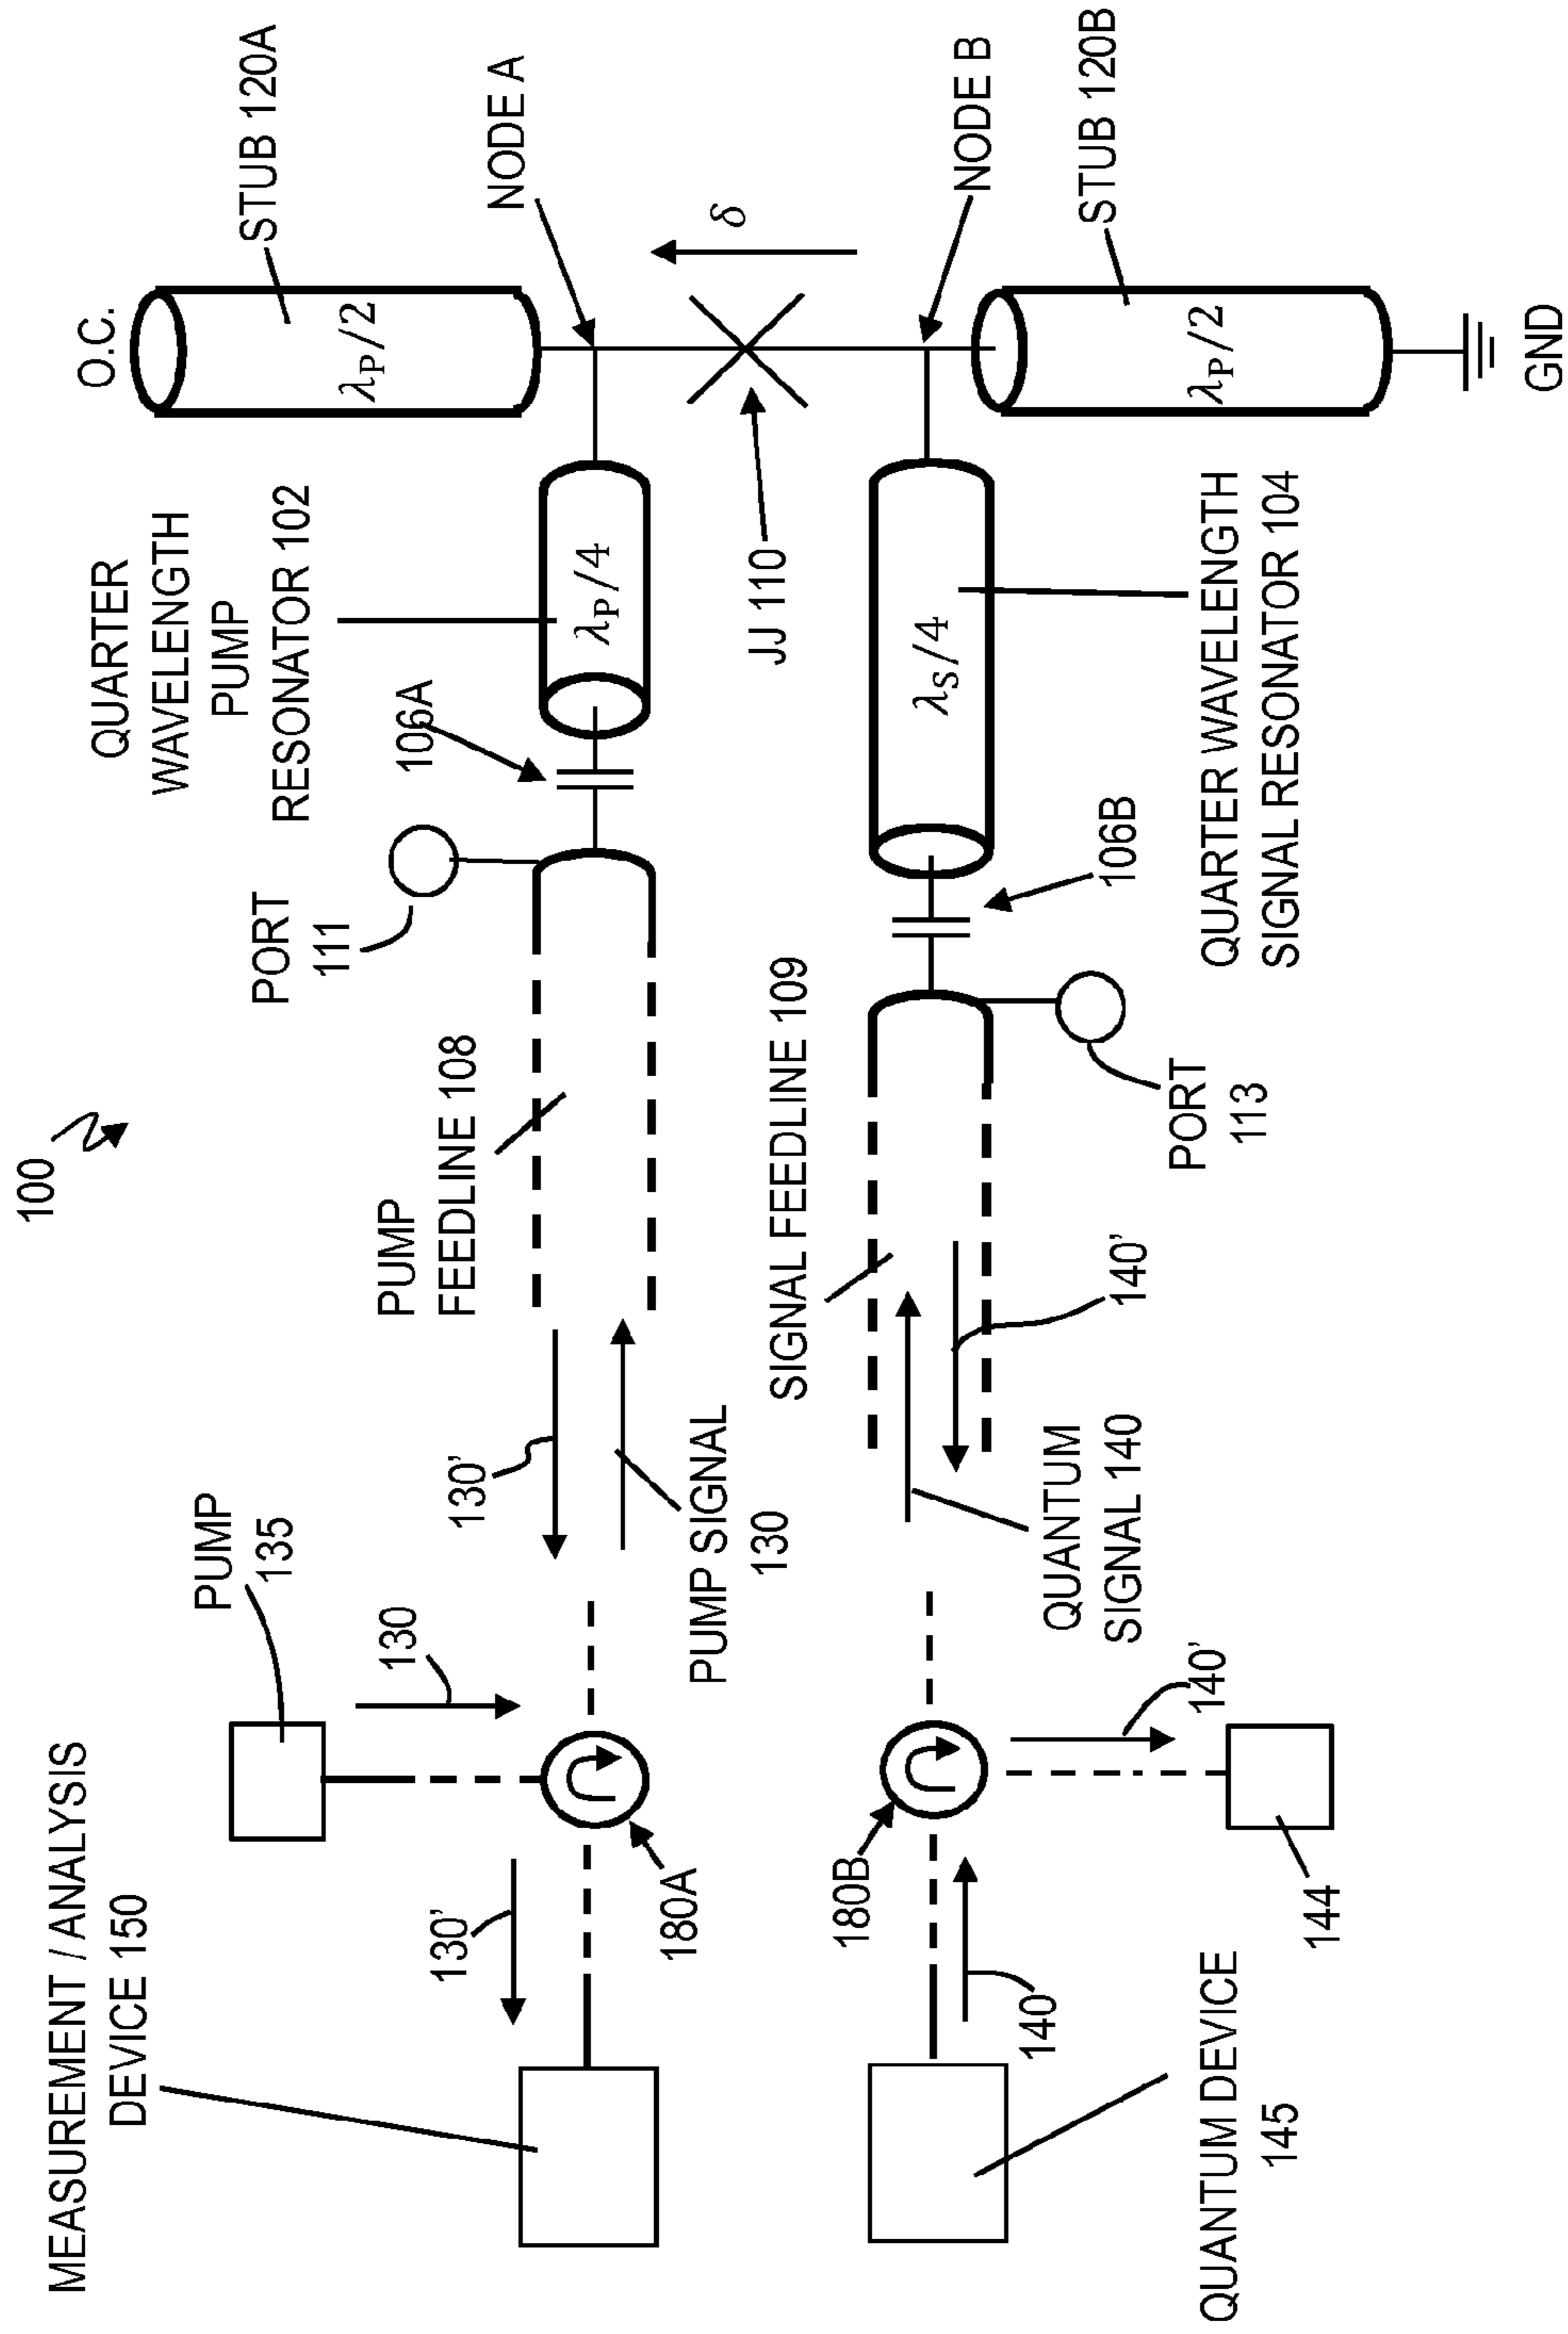 100
MEASUREMENT / ANALYSIS
DEVICE 150
PUMP
135
130
130'
180A
130'
PUMP SIGNAL
130
PUMP
FEEDLINE 108
PORT
111
106A
QUARTER
WAVELENGTH
PUMP
RESONATOR 102
λP/4
O.C.
λP/2
STUB 120A
NODE A
δ
JJ 110
NODE B
STUB 120B
λP/2
GND
λS/4
QUARTER WAVELENGTH
SIGNAL RESONATOR 104
106B
PORT
113
SIGNAL FEEDLINE 109
140'
QUANTUM
SIGNAL 140
180B
140'
144
140
QUANTUM DEVICE
145